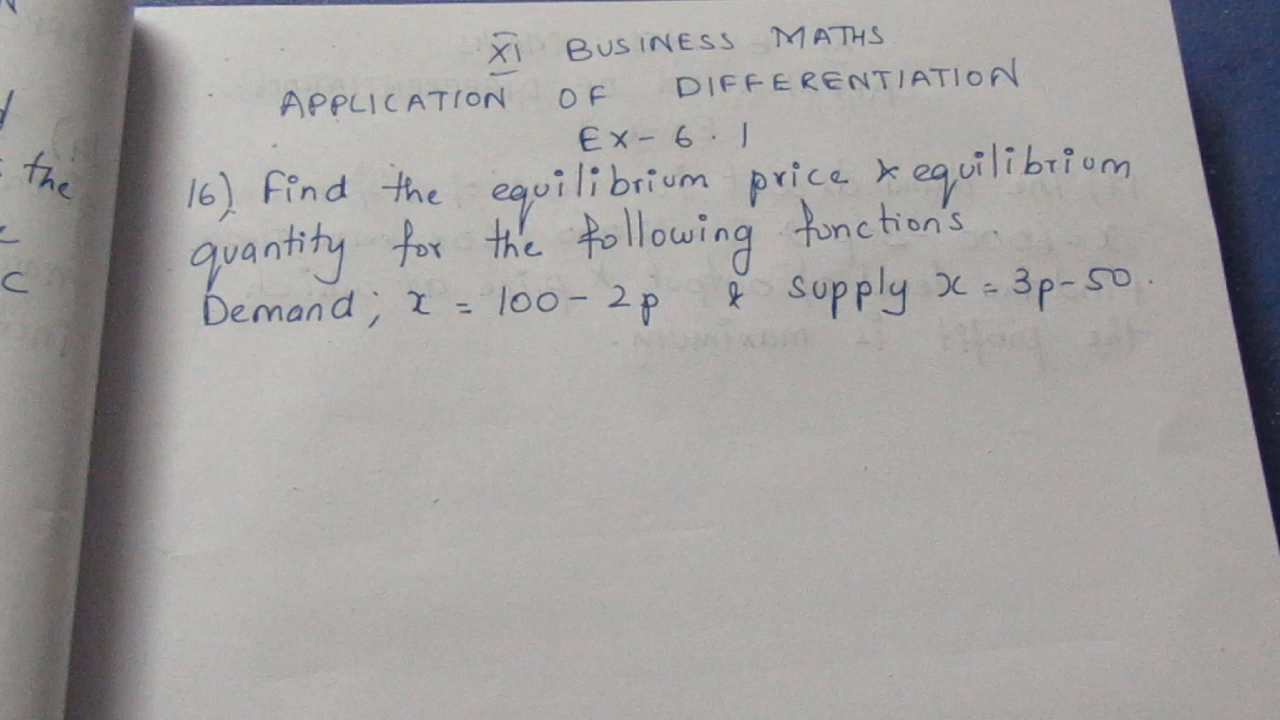 XI BUSINESS MATHS
APPLICATION OF DIFFERENTIATION
EX - 6.1
the
16) Find the equilibrium price & equilibrium
quantity for the following functions.
Demand; x = 100 - 2p & supply x = 3p - 50.
c